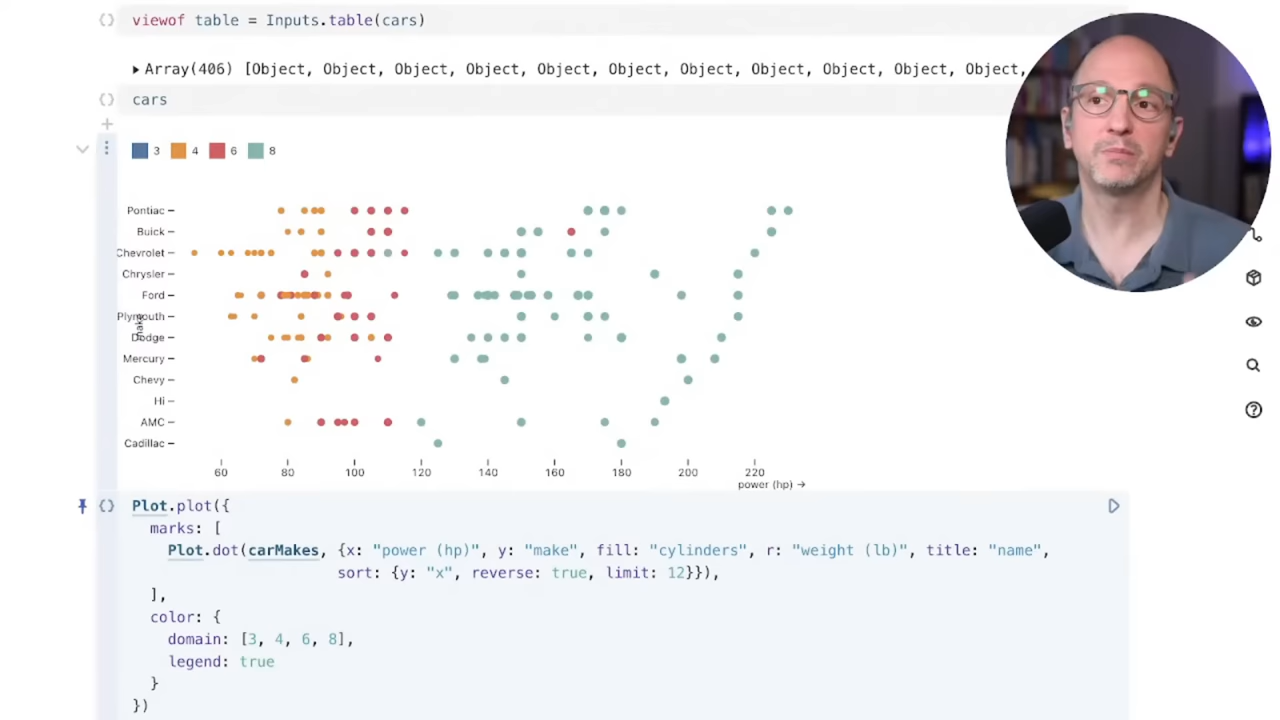 viewof table = Inputs.table(cars)
▸Array(406) [Object, Object, Object, Object, Object, Object, Object, Object, Object, Object, Object,
cars
3 4 6 8
Pontiac
Buick
Chevrolet
Chrysler
Ford
Plymouth
make
Dodge
Mercury
Chevy
Hi
AMC
Cadillac
60 80 100 120 140 160 180 200 220
power (hp) →
Plot.plot({
marks: [
Plot.dot(carMakes, {x: "power (hp)", y: "make", fill: "cylinders", r: "weight (lb)", title: "name",
sort: {y: "x", reverse: true, limit: 12}}),
],
color: {
domain: [3, 4, 6, 8],
legend: true
}
})